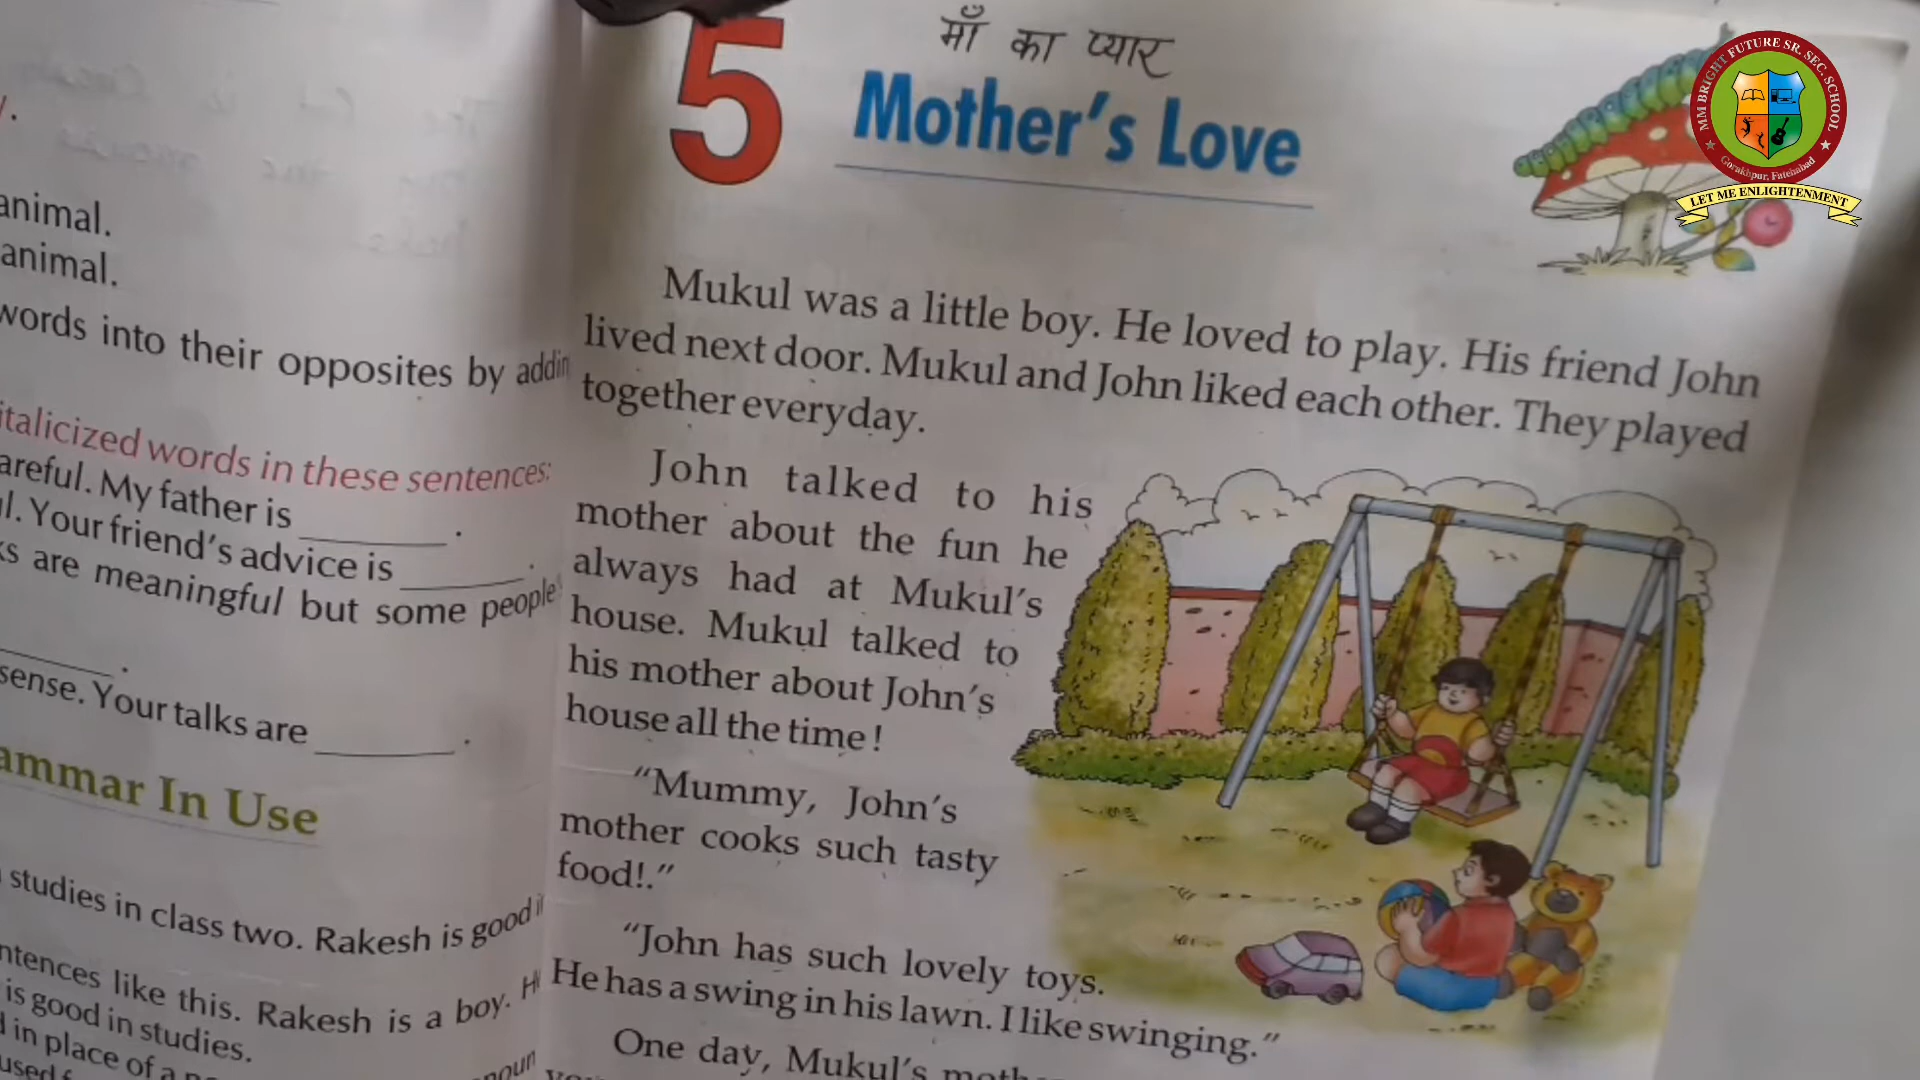 animal.
animal.
words into their opposites by
italicized words in these sentences:
My father is ______.
Your friend's advice is ______.
are meaningful but some people
______.
sense. Your talks are ______.
In Use
studies in class two. Rakesh is good
like this. Rakesh is a boy.
is good in studies.
in place of a
5
माँ का प्यार
Mother's Love
Mukul was a little boy. He loved to play. His friend John
lived next door. Mukul and John liked each other. They played
together everyday.
John talked to his
mother about the fun he
always had at Mukul's
house. Mukul talked to
his mother about John's
house all the time!
"Mummy, John's
mother cooks such tasty
food!."
"John has such lovely toys.
He has a swing in his lawn. I like swinging."
One day, Mukul's
MM BRIGHT FUTURE SR. SEC. SCHOOL
Gorakhpur, Fatehabad
LET ME ENLIGHTENMENT